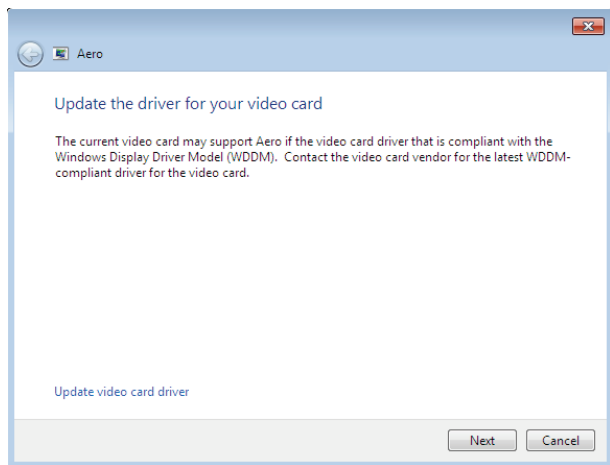 Aero
Update the driver for your video card
The current video card may support Aero if the video card driver that is compliant with the
Windows Display Driver Model (WDDM).  Contact the video card vendor for the latest WDDM-
compliant driver for the video card.
Update video card driver
Next Cancel